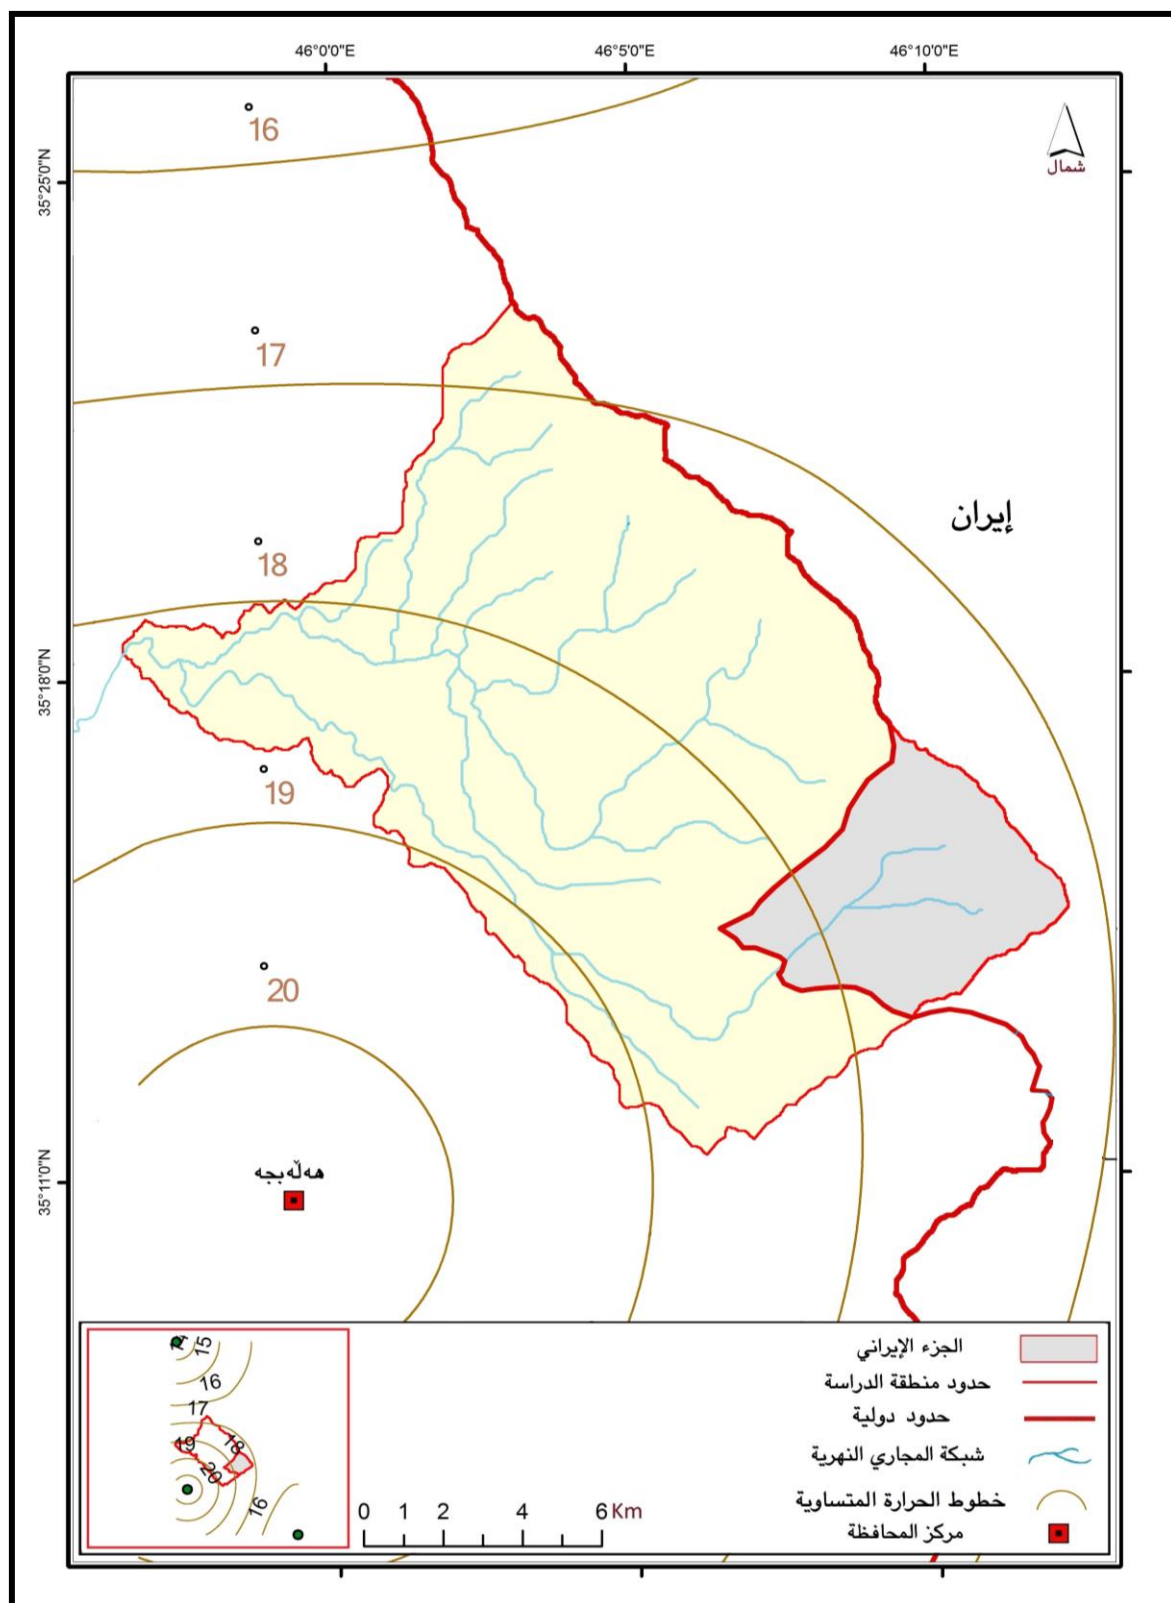 46°0'0"E 46°5'0"E 46°10'0"E
35°25'0"N
35°18'0"N
35°11'0"N
شمال
16
17
إيران
18
19
20
هەڵەبجە
الجزء الإيراني
حدود منطقة الدراسة
حدود دولية
شبكة المجاري النهرية
خطوط الحرارة المتساوية
مركز المحافظة
0 1 2 4 6 Km
14 15
16
17
18
19
20
16